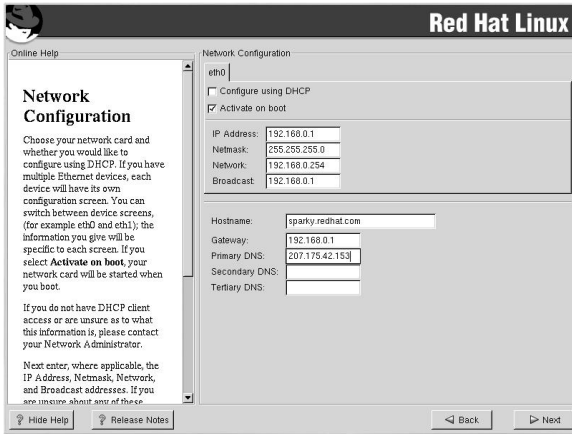 Red Hat Linux
Online Help
Network
Configuration
Choose your network card and
whether you would like to
configure using DHCP. If you have
multiple Ethernet devices, each
device will have its own
configuration screen. You can
switch between device screens,
(for example eth0 and eth1); the
information you give will be
specific to each screen. If you
select Activate on boot, your
network card will be started when
you boot.
If you do not have DHCP client
access or are unsure as to what
this information is, please contact
your Network Administrator.
Next enter, where applicable, the
IP Address, Netmask, Network,
and Broadcast addresses. If you
are unsure about any of these
Network Configuration
eth0
Configure using DHCP
Activate on boot
IP Address: 192.168.0.1
Netmask: 255.255.255.0
Network: 192.168.0.254
Broadcast: 192.168.0.1
Hostname: sparky.redhat.com
Gateway: 192.168.0.1
Primary DNS: 207.175.42.153
Secondary DNS:
Tertiary DNS:
Hide Help
Release Notes
Back
Next